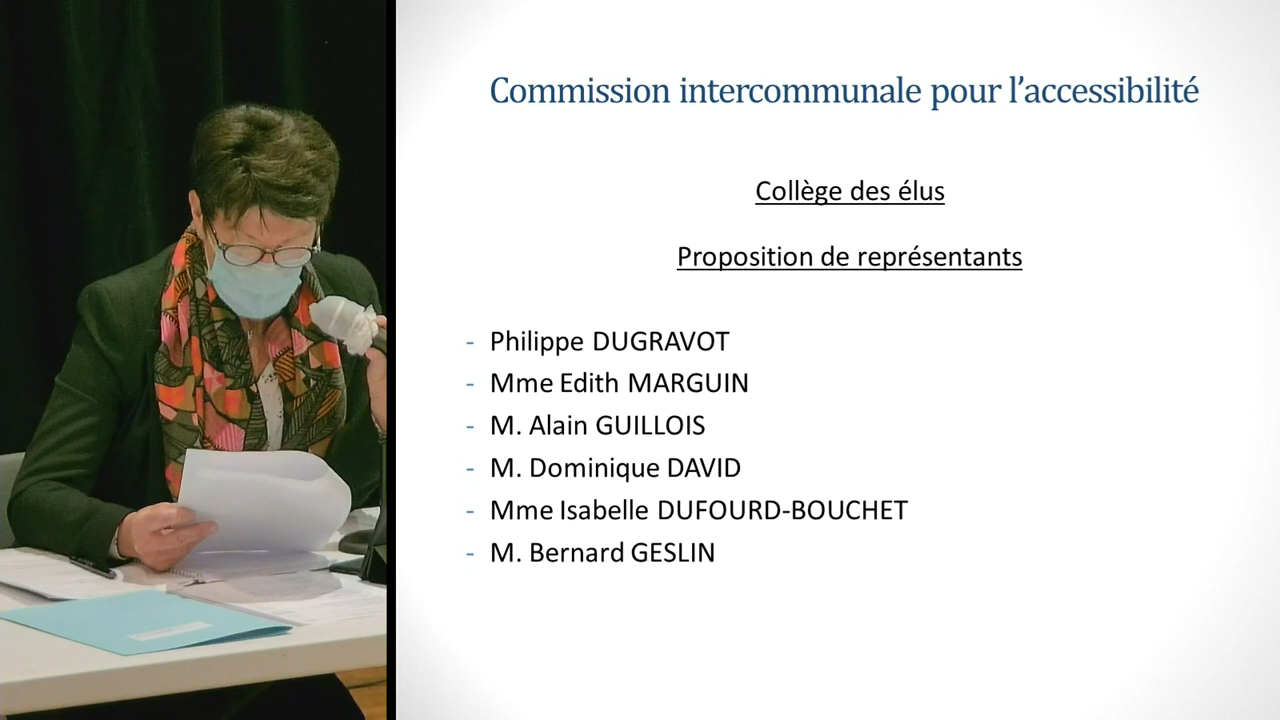 Commission intercommunale pour l’accessibilité
Collège des élus
Proposition de représentants
- Philippe DUGRAVOT
- Mme Edith MARGUIN
- M. Alain GUILLOIS
- M. Dominique DAVID
- Mme Isabelle DUFOURD-BOUCHET
- M. Bernard GESLIN